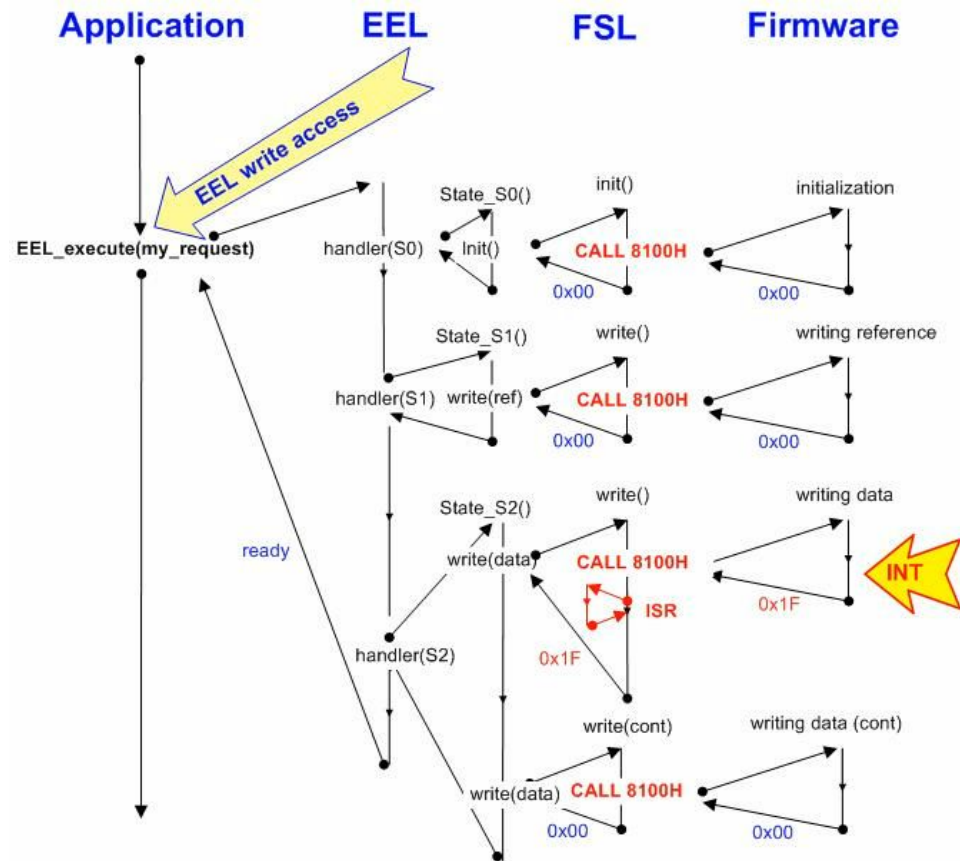 Application EEL FSL Firmware
EEL write access
State_S0() init() initialization
EEL_execute(my_request) handler(S0) Init() CALL 8100H
0x00 0x00
State_S1() write() writing reference
handler(S1) write(ref) CALL 8100H
0x00 0x00
State_S2() write() writing data
ready write(data) CALL 8100H INT
ISR 0x1F
handler(S2) 0x1F
write(cont) writing data (cont)
write(data) CALL 8100H
0x00 0x00